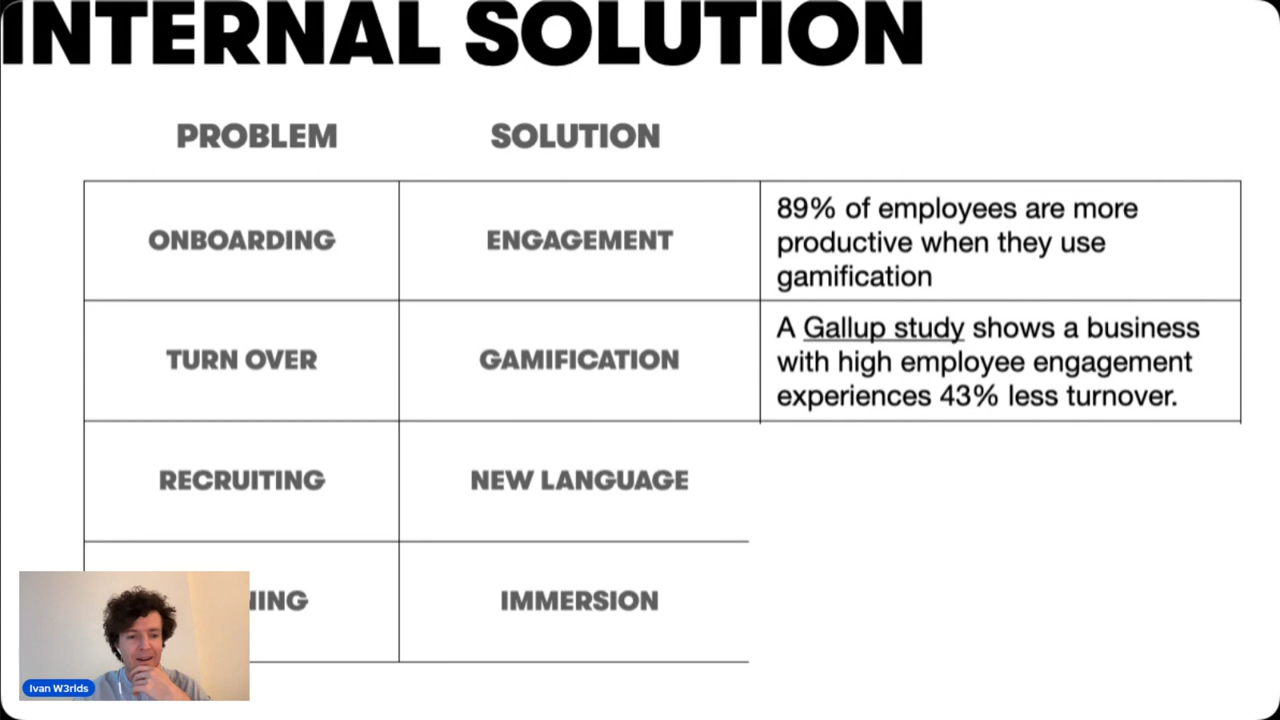 INTERNAL SOLUTION
PROBLEM
SOLUTION
ONBOARDING
ENGAGEMENT
89% of employees are more
productive when they use
gamification
TURN OVER
GAMIFICATION
A Gallup study shows a business
with high employee engagement
experiences 43% less turnover.
RECRUITING
NEW LANGUAGE
IMMERSION
Ivan W3rlds